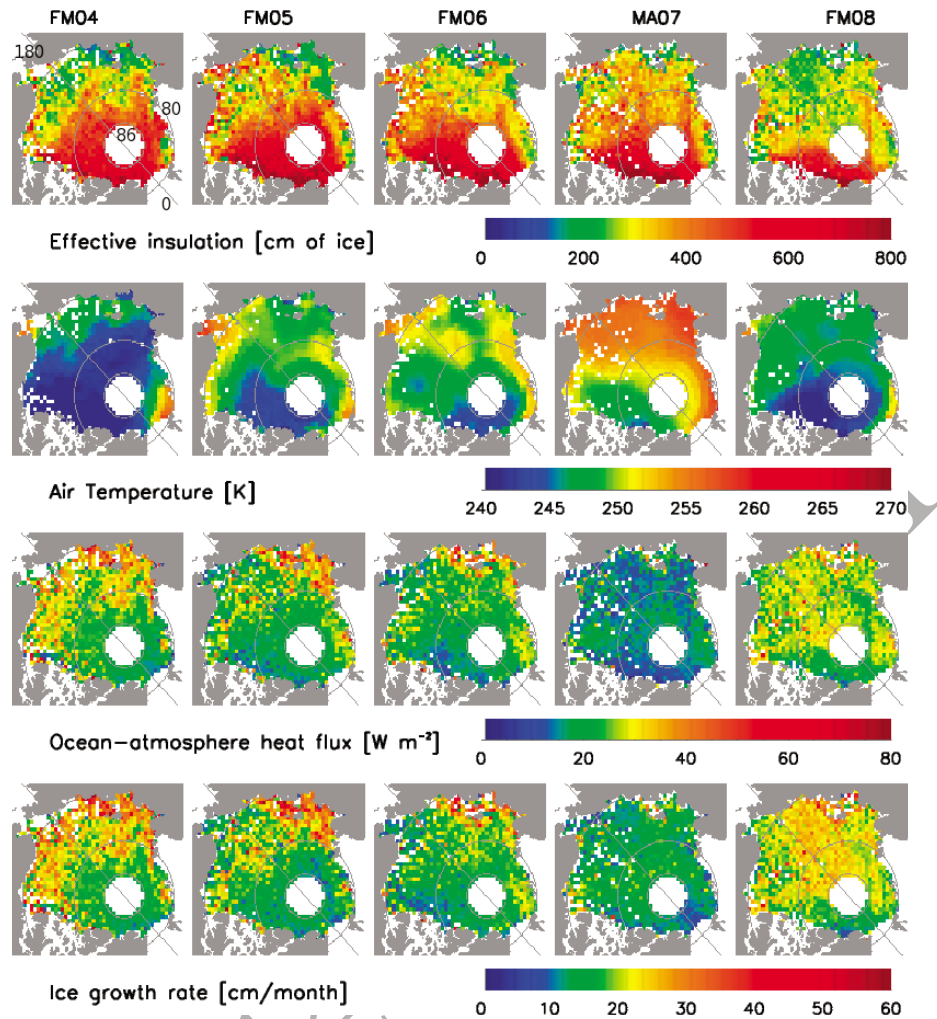 FM04 FM05 FM06 MA07 FM08
180
80
86
0
Effective insulation [cm of ice]
0 200 400 600 800
Air Temperature [K]
240 245 250 255 260 265 270
Ocean-atmosphere heat flux [W m⁻²]
0 20 40 60 80
Ice growth rate [cm/month]
0 10 20 30 40 50 60